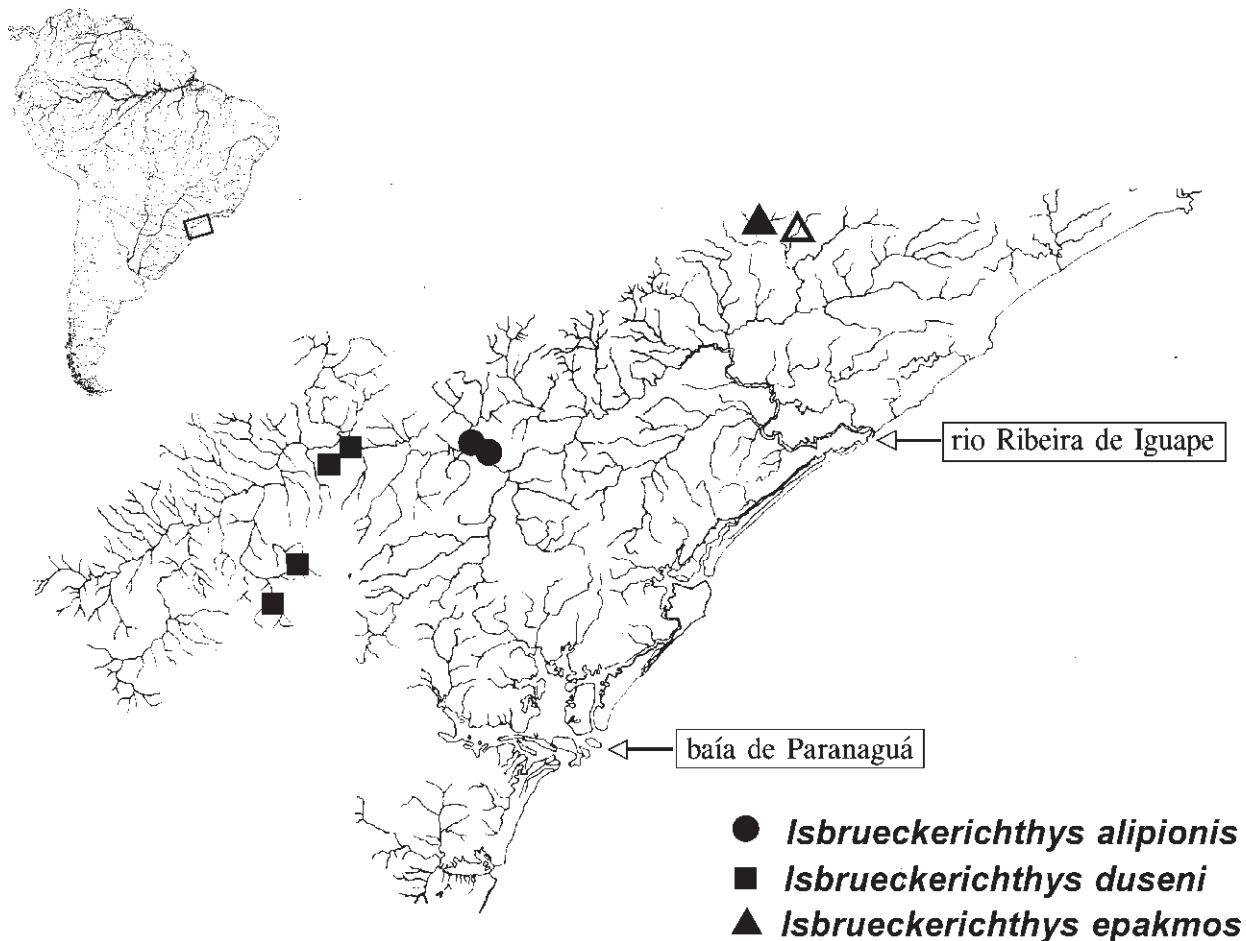 rio Ribeira de Iguape
baía de Paranaguá
Isbrueckerichthys alipionis
Isbrueckerichthys duseni
Isbrueckerichthys epakmos